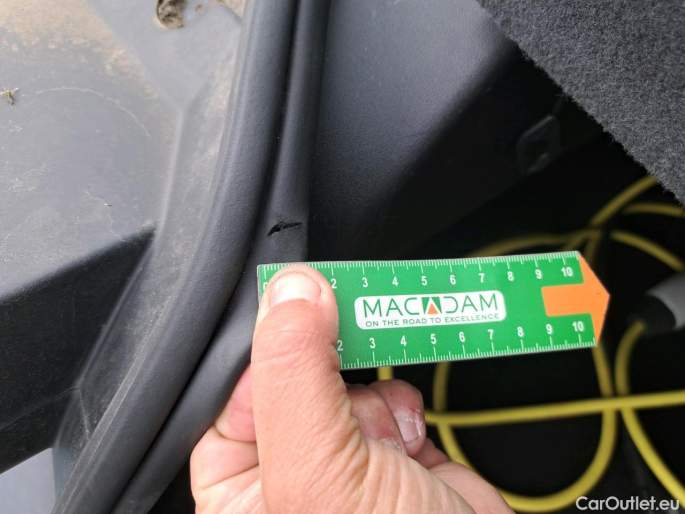 0 2 3 4 5 6 7 8 9 10
MACADAM
ON THE ROAD TO EXCELLENCE
2 3 4 5 6 7 8 9 10
CarOutlet.eu